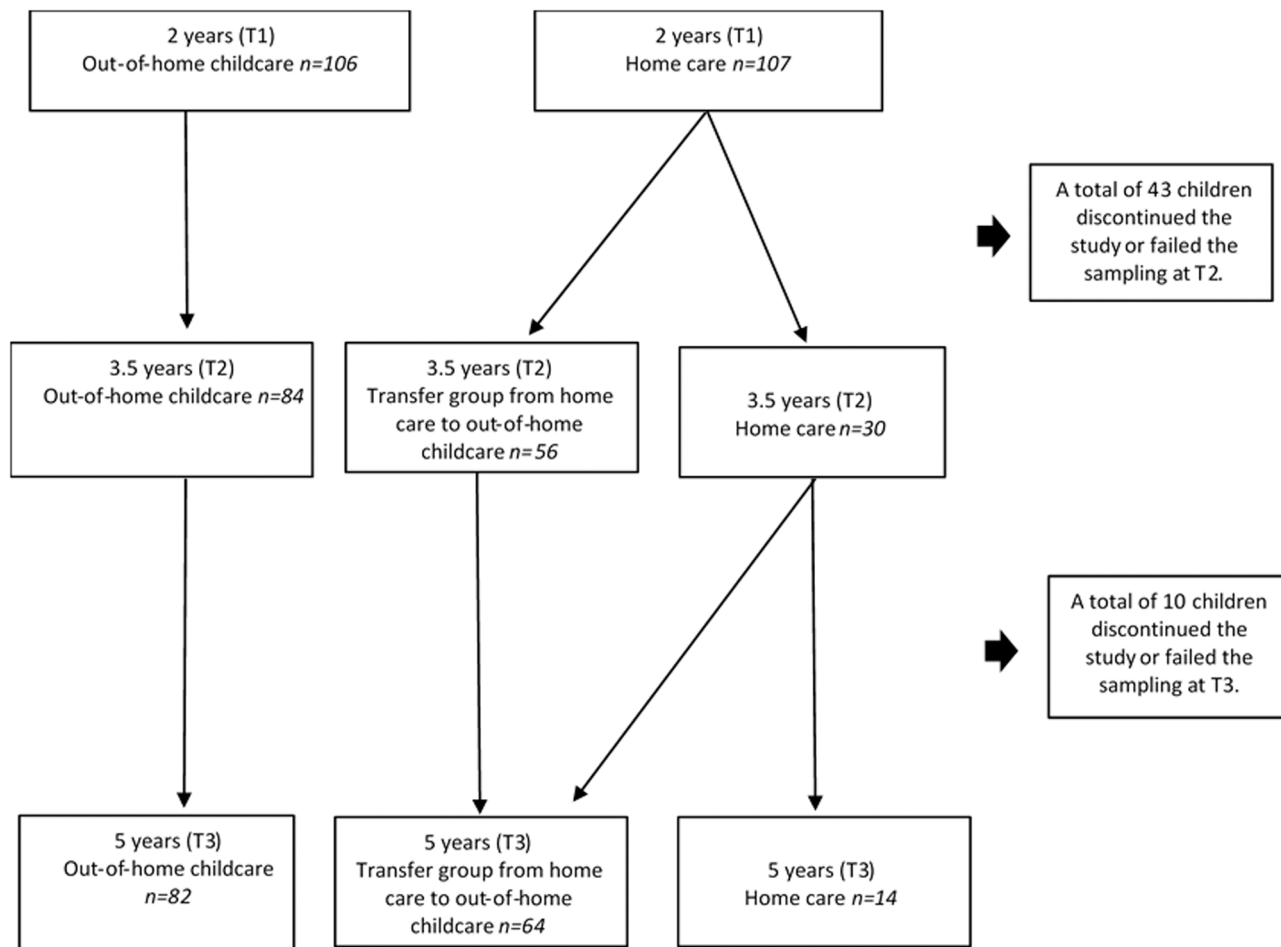 2 years (T1)
Out-of-home childcare n=106
2 years (T1)
Home care n=107
A total of 43 children
discontinued the
study or failed the
sampling at T2.
3.5 years (T2)
Out-of-home childcare n=84
3.5 years (T2)
Transfer group from home
care to out-of-home
childcare n=56
3.5 years (T2)
Home care n=30
A total of 10 children
discontinued the
study or failed the
sampling at T3.
5 years (T3)
Out-of-home childcare
n=82
5 years (T3)
Transfer group from home
care to out-of-home
childcare n=64
5 years (T3)
Home care n=14